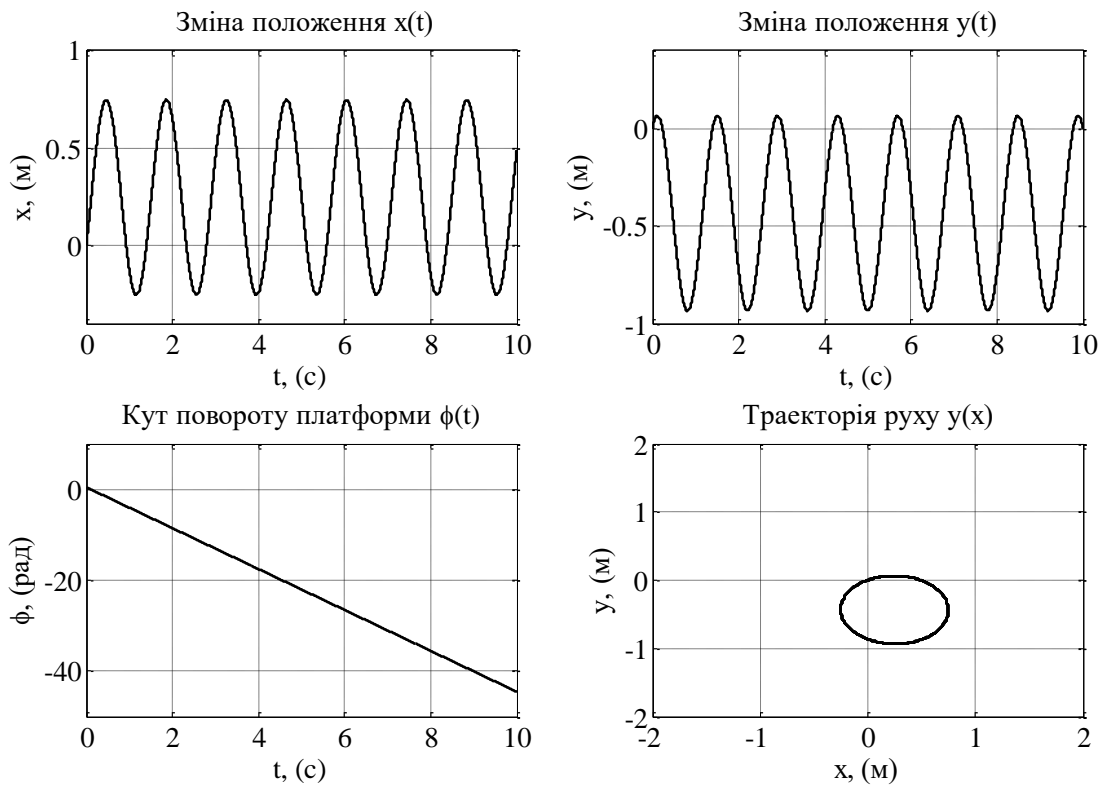 Зміна положення x(t)
1
0.5
0
x, (м)
0 2 4 6 8 10
t, (с)
Зміна положення y(t)
0
-0.5
-1
y, (м)
0 2 4 6 8 10
t, (с)
Кут повороту платформи ϕ(t)
0
-20
-40
ϕ, (рад)
0 2 4 6 8 10
t, (с)
Траекторія руху y(x)
2
1
0
-1
-2
y, (м)
-2 -1 0 1 2
x, (м)